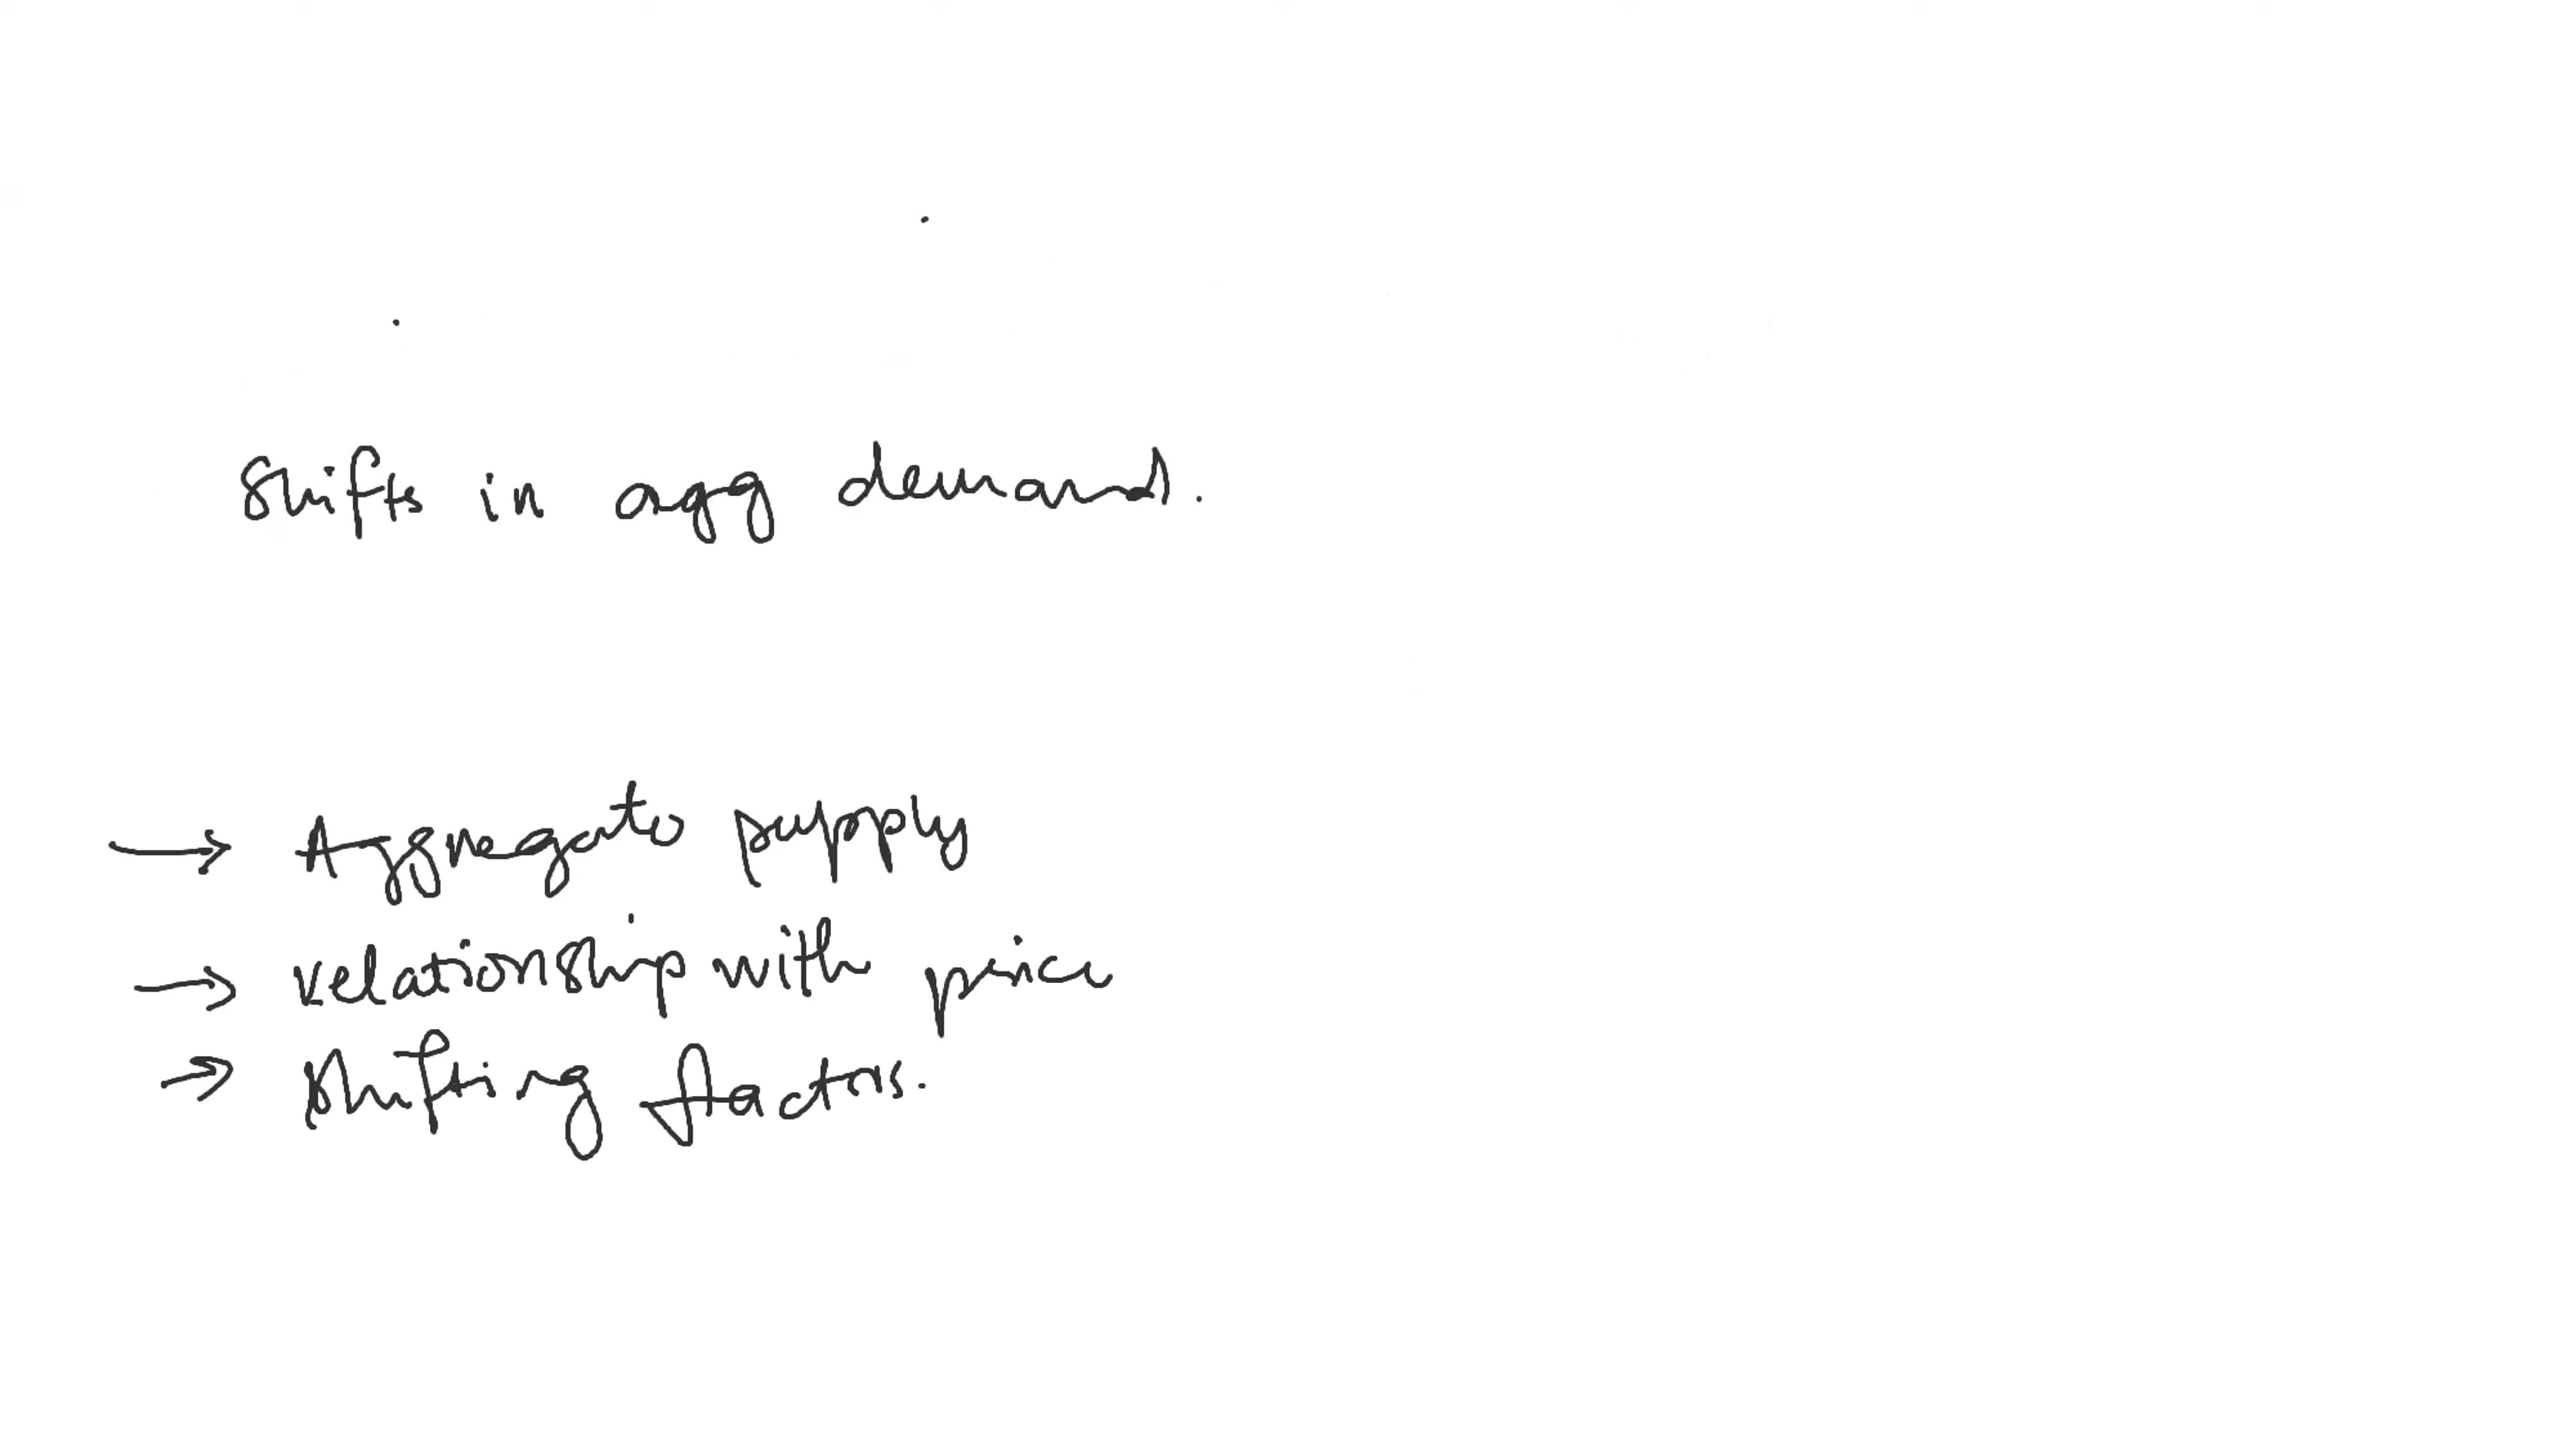 shifts in agg demand.
→ Aggregate supply
→ relationship with price
→ shifting factors.